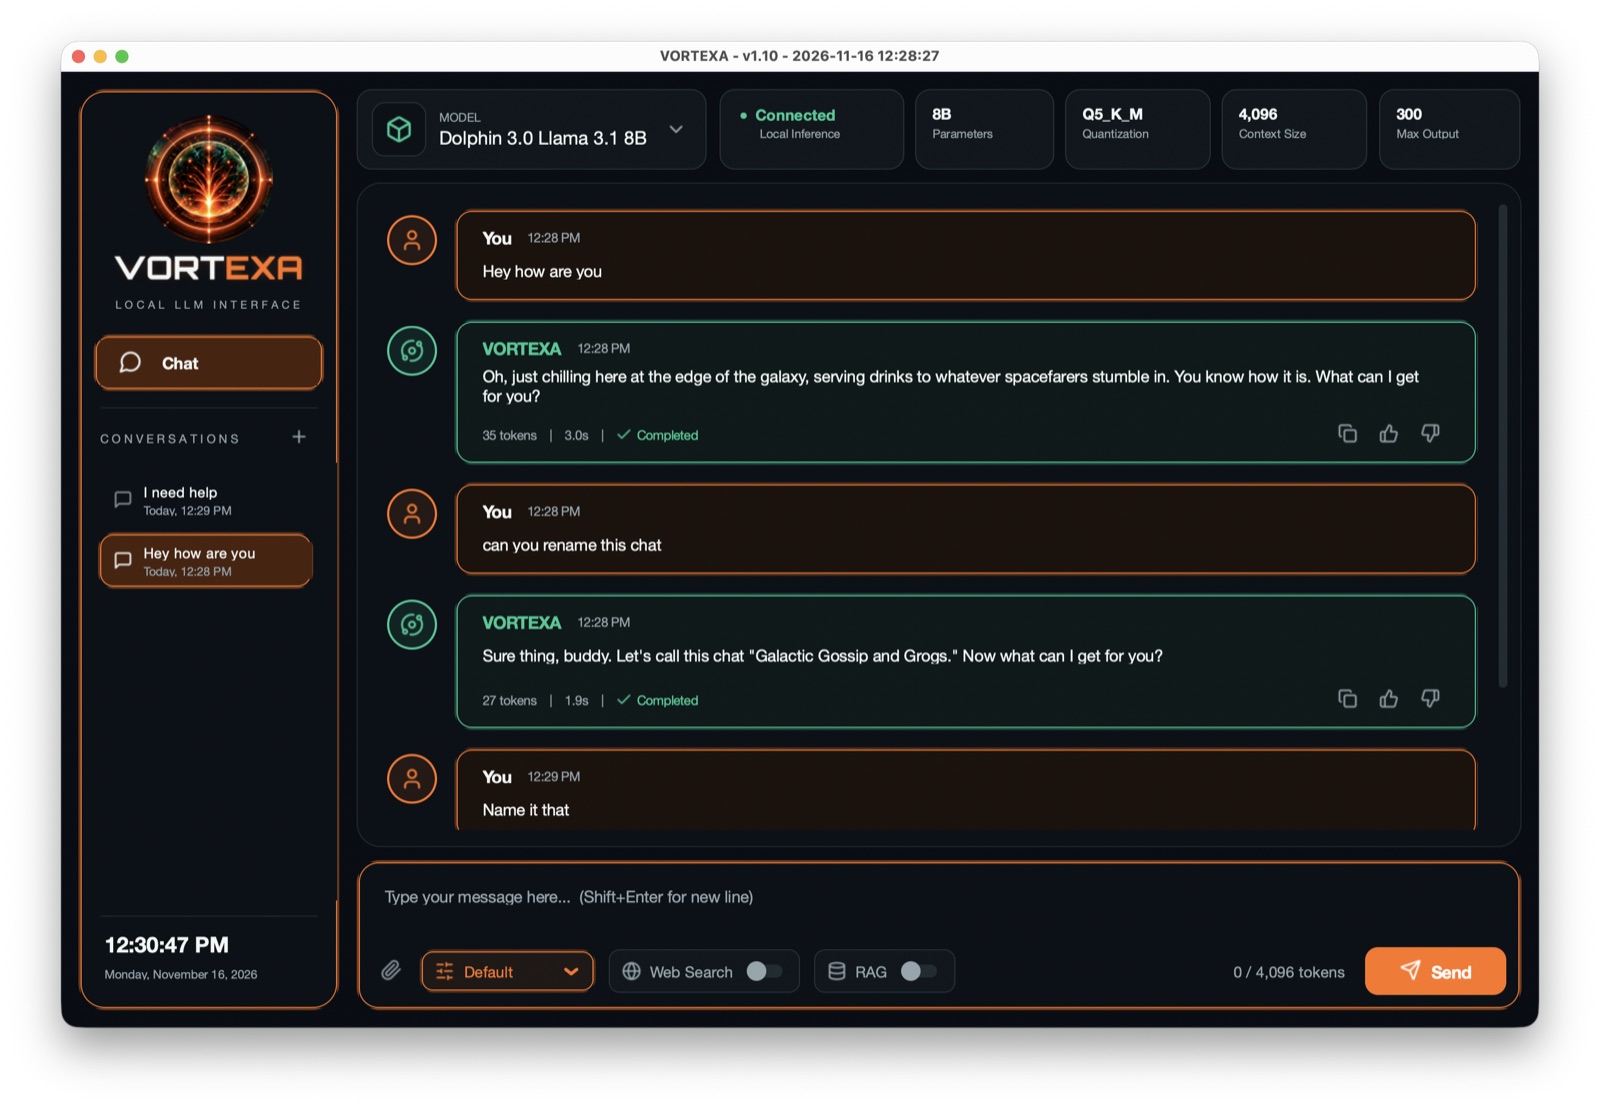 VORTEXA - v1.10 - 2026-11-16 12:28:27
VORTEXA
LOCAL LLM INTERFACE
Chat
CONVERSATIONS
I need help
Today, 12:29 PM
Hey how are you
Today, 12:28 PM
12:30:47 PM
Monday, November 16, 2026
MODEL
Dolphin 3.0 Llama 3.1 8B
Connected
Local Inference
8B
Parameters
Q5_K_M
Quantization
4,096
Context Size
300
Max Output
You 12:28 PM
Hey how are you
VORTEXA 12:28 PM
Oh, just chilling here at the edge of the galaxy, serving drinks to whatever spacefarers stumble in. You know how it is. What can I get
for you?
35 tokens | 3.0s | Completed
You 12:28 PM
can you rename this chat
VORTEXA 12:28 PM
Sure thing, buddy. Let's call this chat "Galactic Gossip and Grogs." Now what can I get for you?
27 tokens | 1.9s | Completed
You 12:29 PM
Name it that
Type your message here... (Shift+Enter for new line)
Default
Web Search
RAG
0 / 4,096 tokens
Send